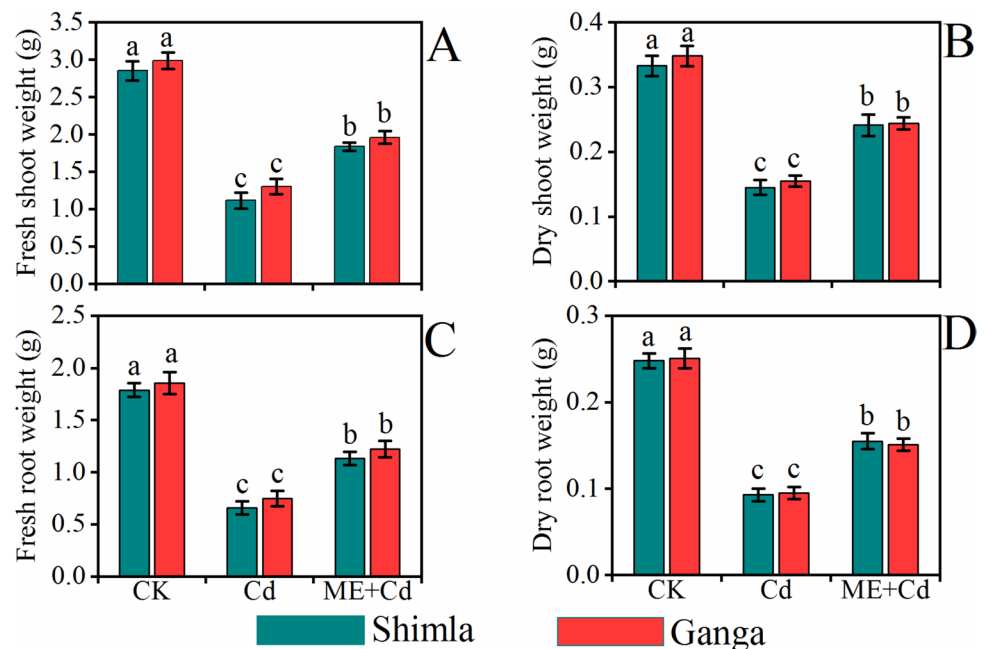 Fresh shoot weight (g)
3.5
3.0
2.5
2.0
1.5
1.0
0.5
0.0
a a
c c
b b
A
Dry shoot weight (g)
0.4
0.3
0.2
0.1
0.0
a a
c c
b b
B
Fresh root weight (g)
2.5
2.0
1.5
1.0
0.5
0.0
a a
c c
b b
C
CK Cd ME+Cd
Dry root weight (g)
0.3
0.2
0.1
0.0
a a
c c
b b
D
CK Cd ME+Cd
Shimla Ganga